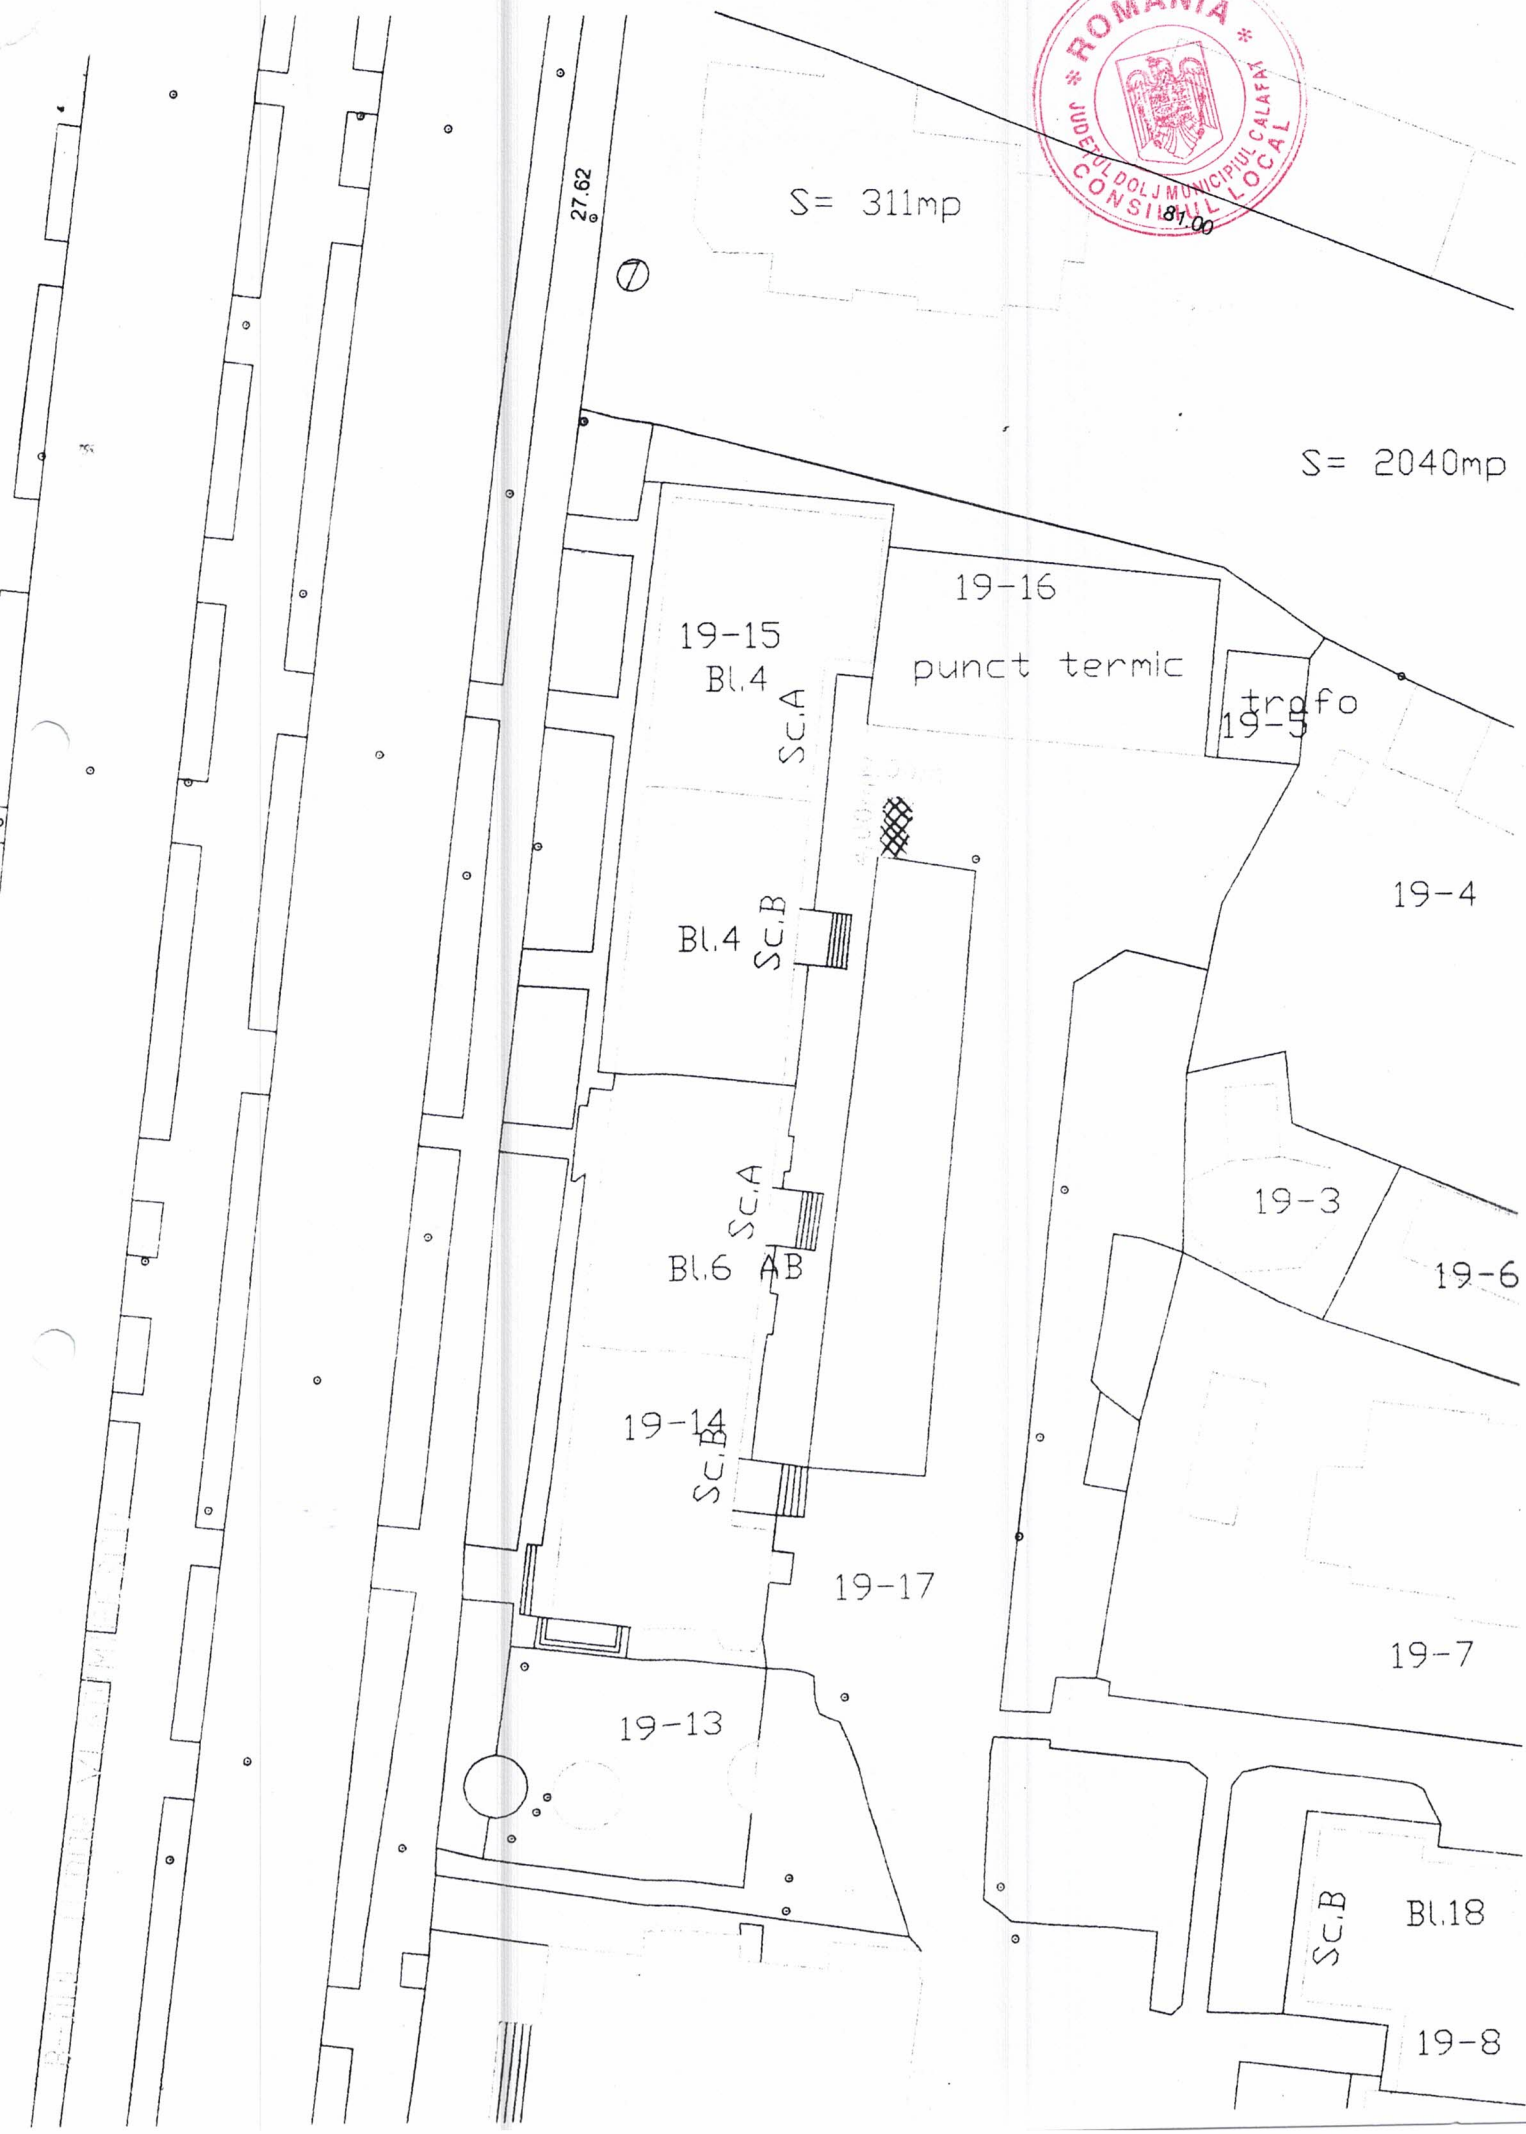 * ROMANIA *
JUDEŢUL DOLJ MUNICIPIUL CALAFAT
CONSILIUL LOCAL
27.62
S= 311mp
81.00
S= 2040mp
19-16
19-15
Bl.4
punct termic
Sc.A
trafo
19-5
19-4
Bl.4
Sc.B
19-3
Sc.A
Bl.6 AB
19-6
19-14
Sc.B
19-17
19-7
19-13
Sc.B
Bl.18
19-8